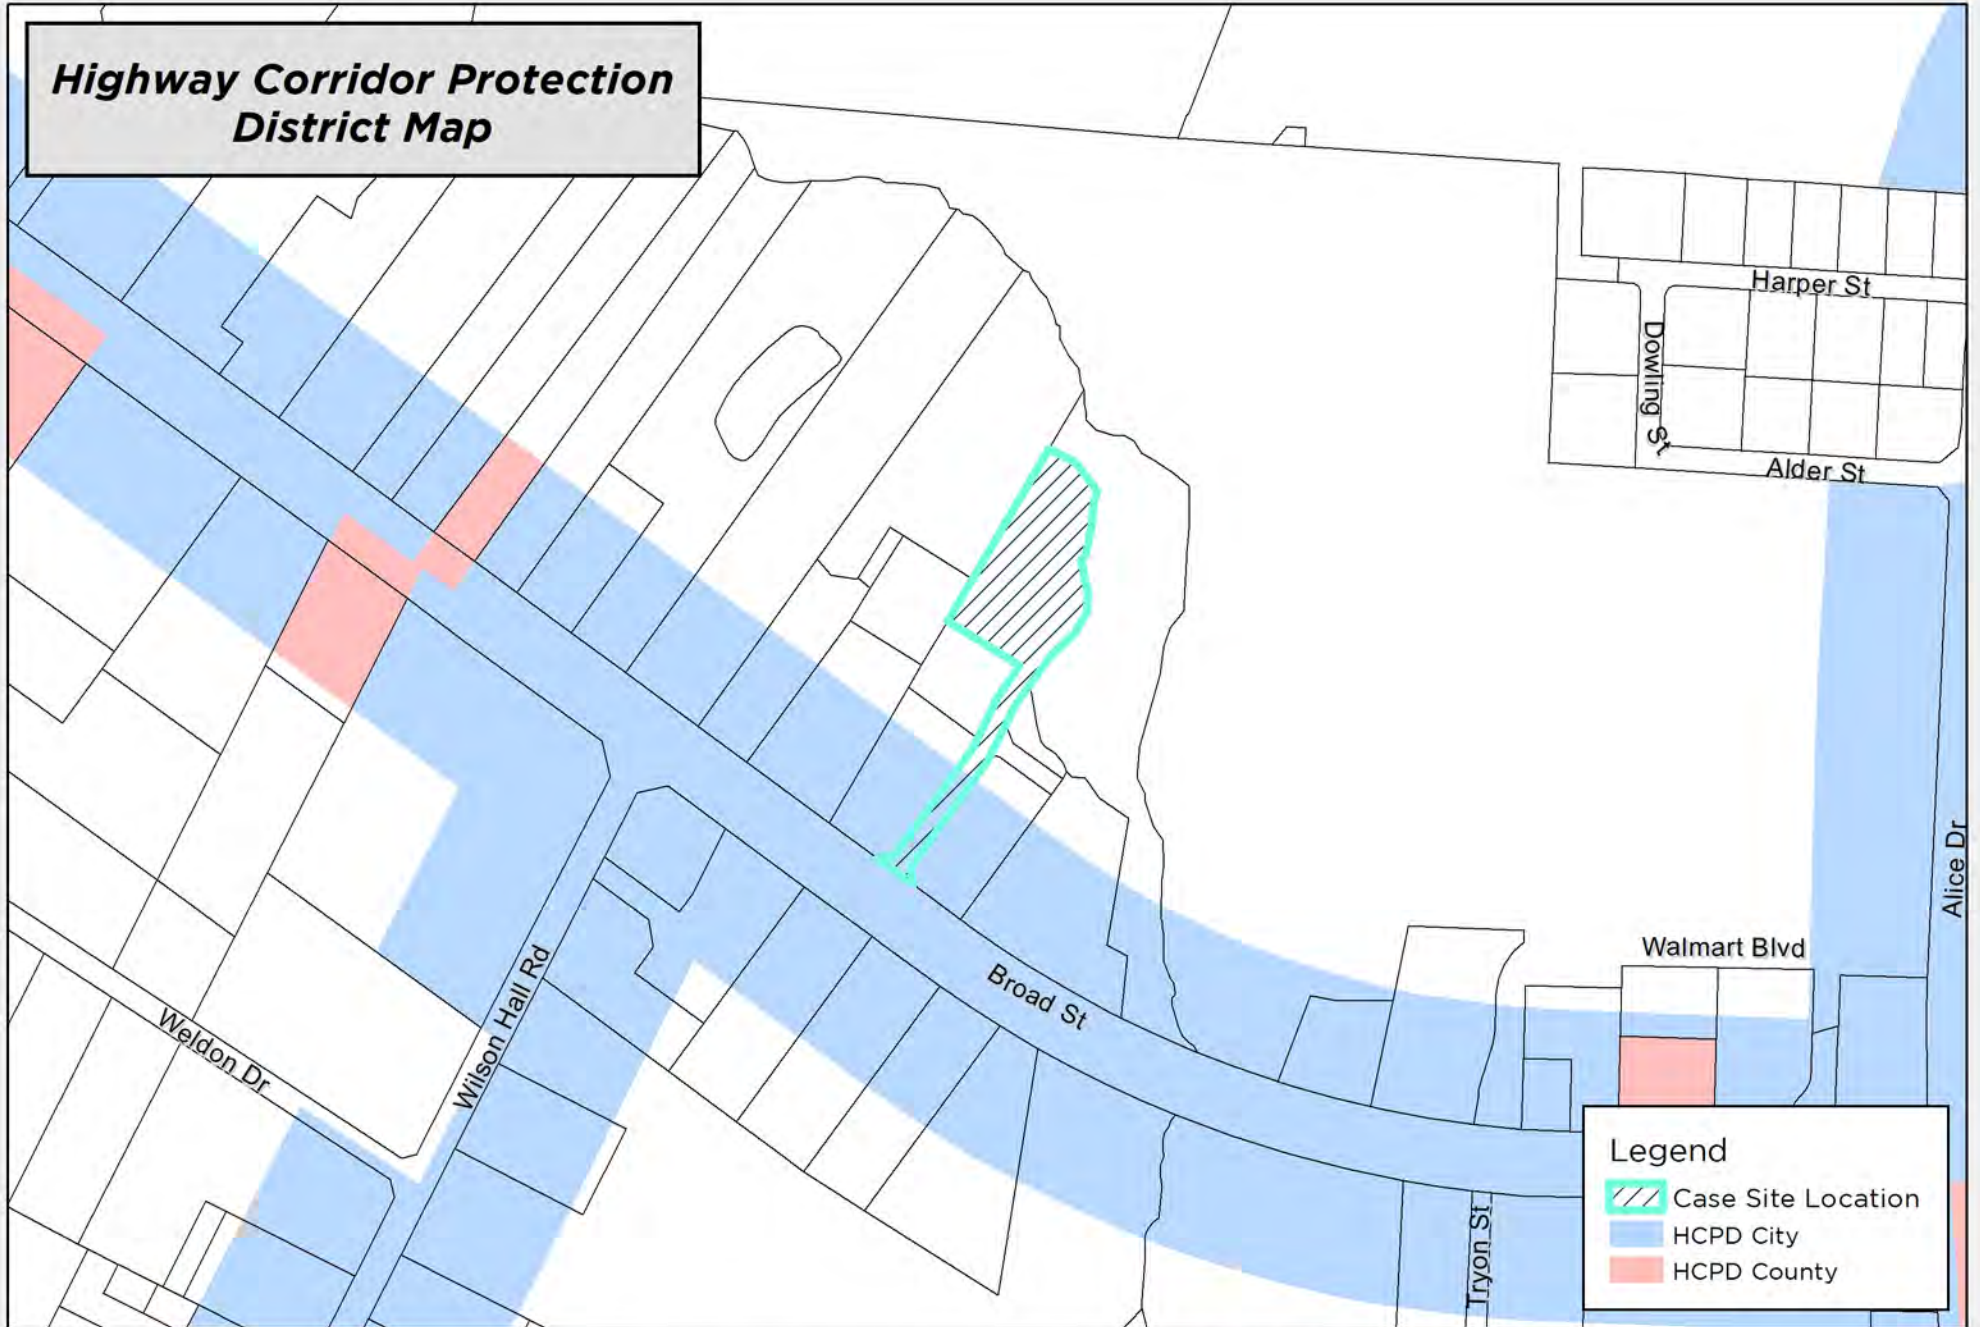 Highway Corridor Protection
District Map
Harper St
Dowling St
Alder St
Alice Dr
Walmart Blvd
Broad St
Wilson Hall Rd
Weldon Dr
Tryon St
Legend
Case Site Location
HCPD City
HCPD County